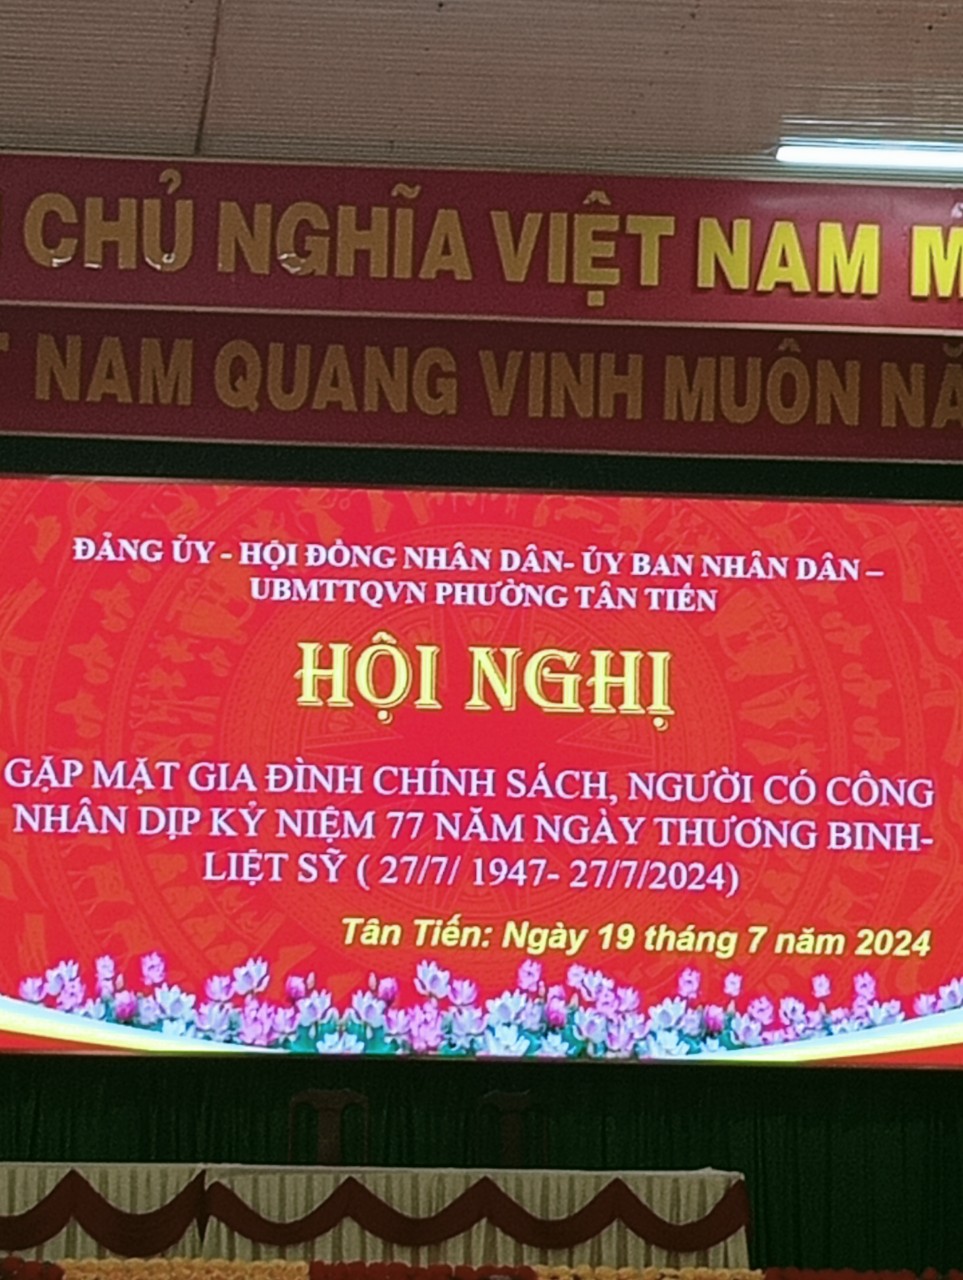 CHỦ NGHĨA VIỆT NAM
NAM QUANG VINH MUÔN
ĐẢNG ỦY - HỘI ĐỒNG NHÂN DÂN- ỦY BAN NHÂN DÂN –
UBMTTQVN PHƯỜNG TÂN TIẾN
HỘI NGHỊ
GẶP MẶT GIA ĐÌNH CHÍNH SÁCH, NGƯỜI CÓ CÔNG
NHÂN DỊP KỶ NIỆM 77 NĂM NGÀY THƯƠNG BINH-
LIỆT SỸ ( 27/7/ 1947- 27/7/2024)
Tân Tiến: Ngày 19 tháng 7 năm 2024